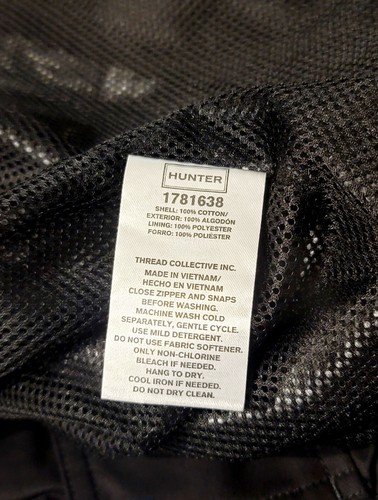 HUNTER
1781638
SHELL: 100% COTTON/
EXTERIOR: 100% ALGODÓN
LINING: 100% POLYESTER
FORRO: 100% POLIÉSTER
THREAD COLLECTIVE INC.
MADE IN VIETNAM/
HECHO EN VIETNAM
CLOSE ZIPPER AND SNAPS
BEFORE WASHING.
MACHINE WASH COLD
SEPARATELY, GENTLE CYCLE.
USE MILD DETERGENT.
DO NOT USE FABRIC SOFTENER.
ONLY NON-CHLORINE
BLEACH IF NEEDED.
HANG TO DRY.
COOL IRON IF NEEDED.
DO NOT DRY CLEAN.